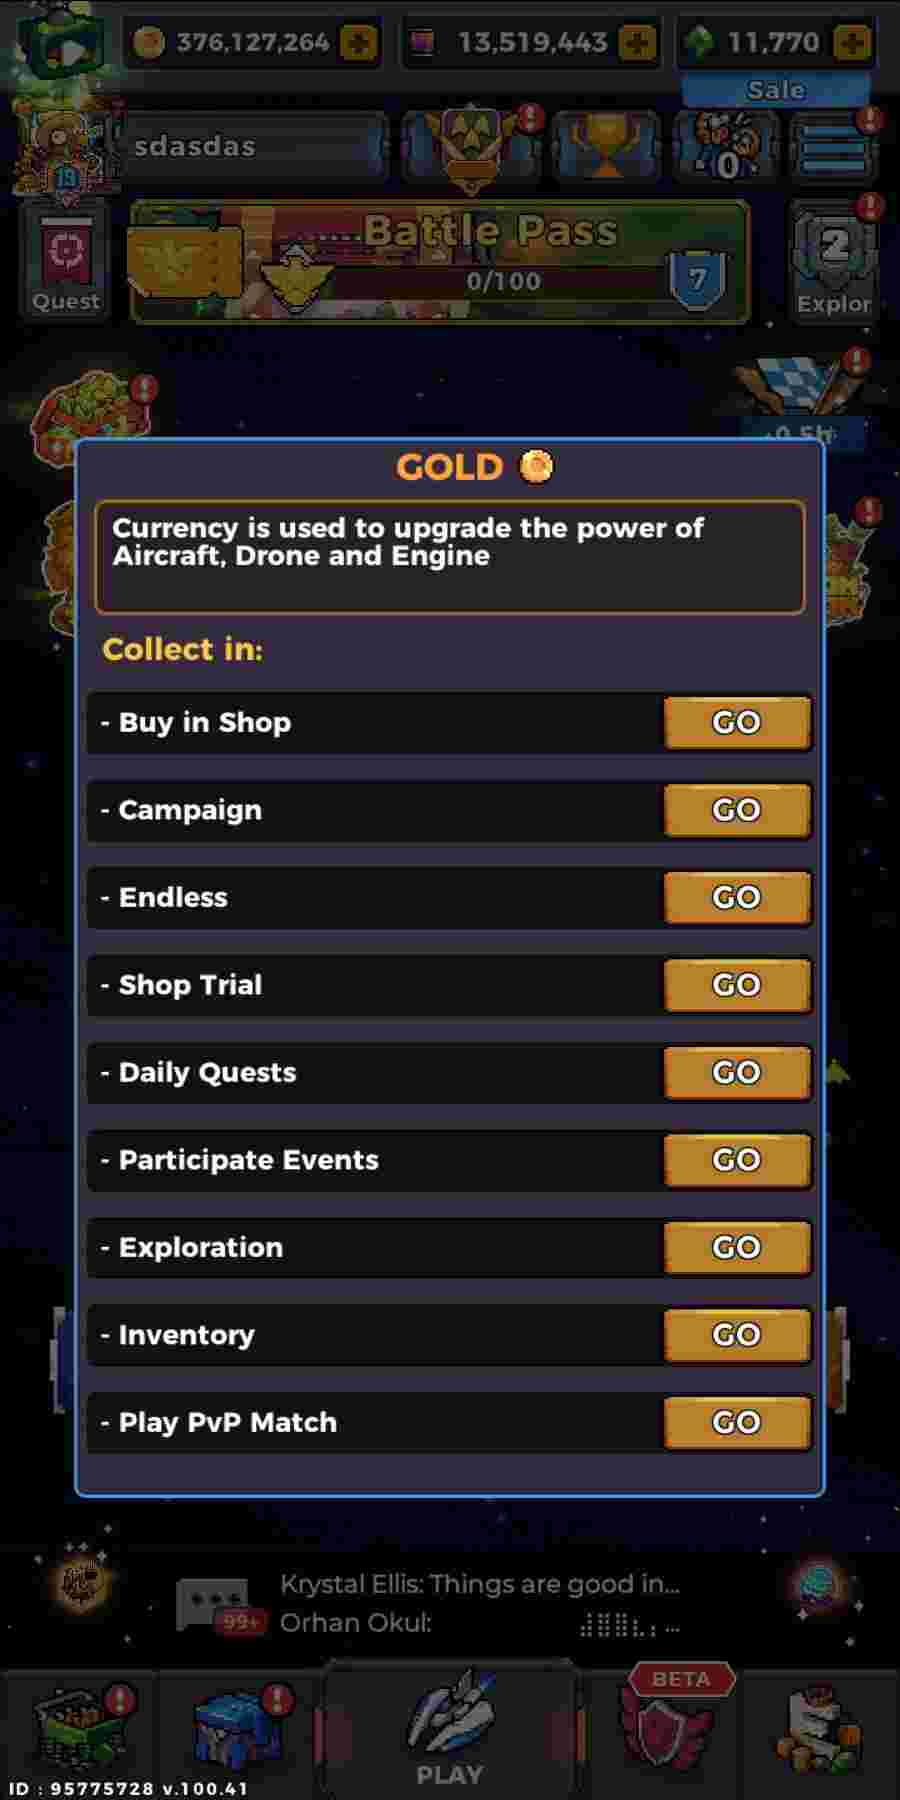 376,127,264
13,519,443
11,770
Sale
sdasdas
19
0
Battle Pass
0/100
7
Quest
2
Explor
GOLD
Currency is used to upgrade the power of
Aircraft, Drone and Engine
Collect in:
- Buy in Shop GO
- Campaign GO
- Endless GO
- Shop Trial GO
- Daily Quests GO
- Participate Events GO
- Exploration GO
- Inventory GO
- Play PvP Match GO
Krystal Ellis: Things are good in...
99+
Orhan Okul:
BETA
PLAY
ID : 95775728 v.100.41